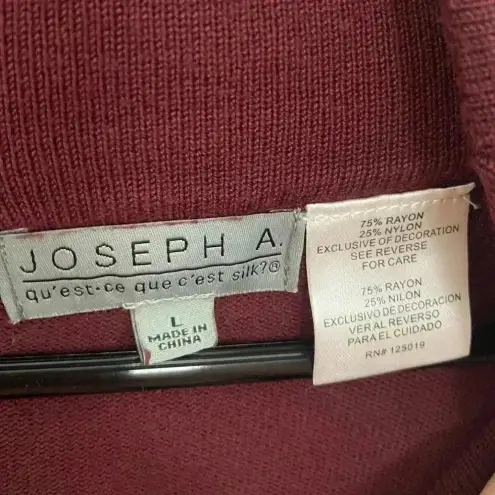 JOSEPH A.
qu'est-ce que c'est silk?®
L
MADE IN
CHINA
75% RAYON
25% NYLON
EXCLUSIVE OF DECORATION
SEE REVERSE
FOR CARE
75% RAYON
25% NILON
EXCLUSIVO DE DECORACION
VER AL REVERSO
PARA EL CUIDADO
RN# 125019